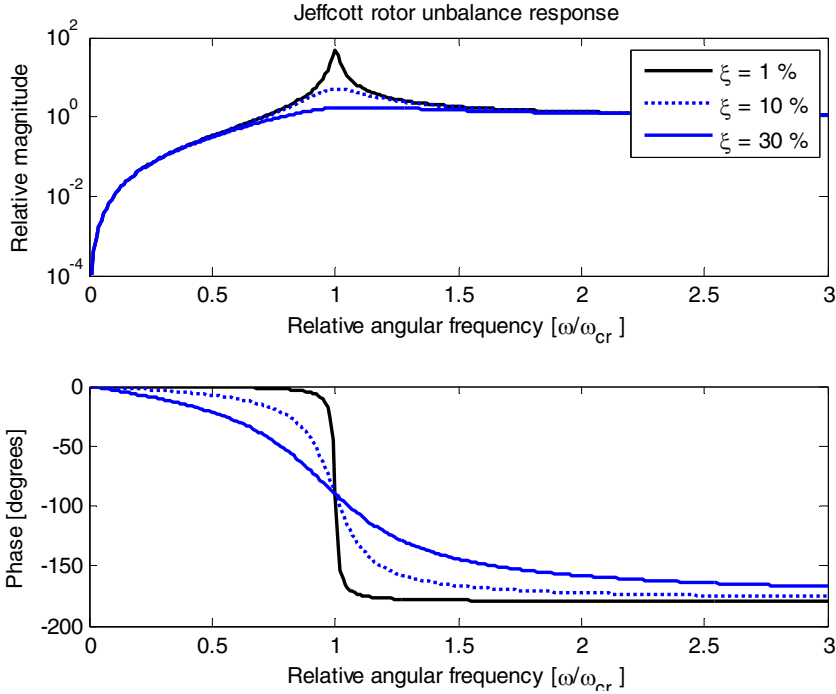 Jeffcott rotor unbalance response
Relative magnitude
10^2
10^0
10^-2
10^-4
ξ = 1 %
ξ = 10 %
ξ = 30 %
0 0.5 1 1.5 2 2.5 3
Relative angular frequency [ω/ω_cr ]
Phase [degrees]
0
-50
-100
-150
-200
0 0.5 1 1.5 2 2.5 3
Relative angular frequency [ω/ω_cr ]